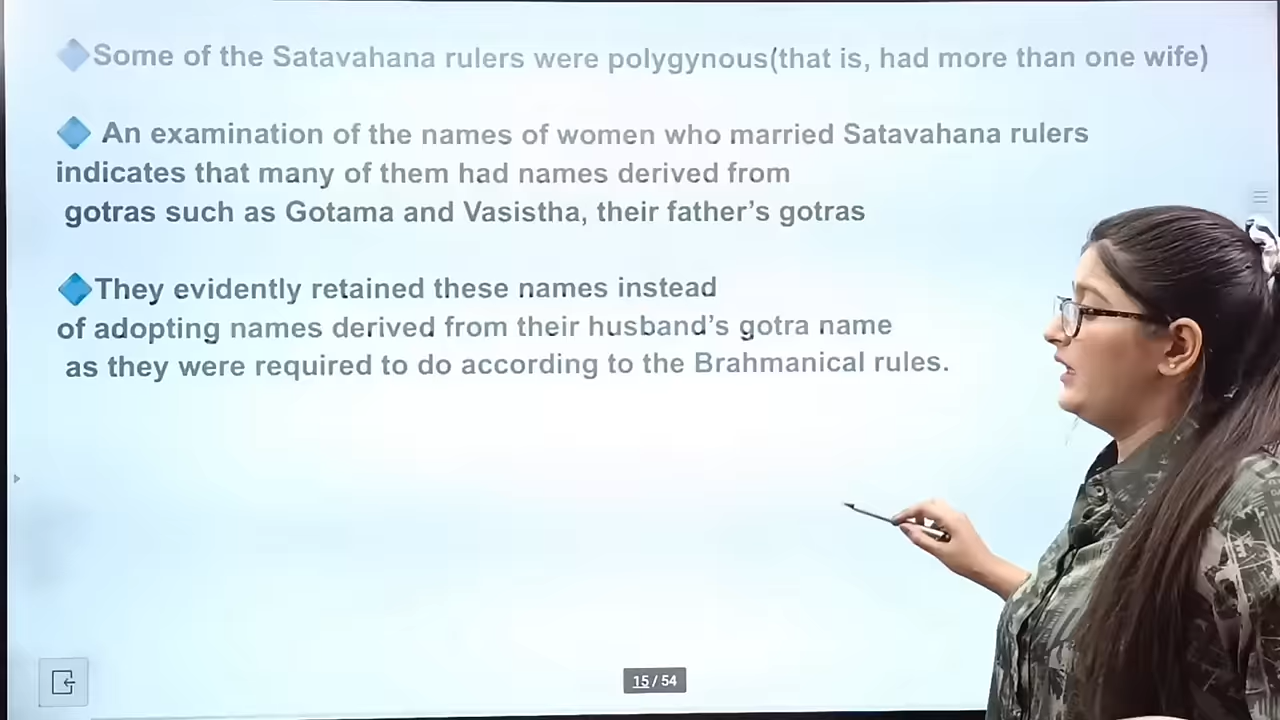 Some of the Satavahana rulers were polygynous(that is, had more than one wife)
An examination of the names of women who married Satavahana rulers
indicates that many of them had names derived from
gotras such as Gotama and Vasistha, their father’s gotras
They evidently retained these names instead
of adopting names derived from their husband’s gotra name
as they were required to do according to the Brahmanical rules.
15 / 54